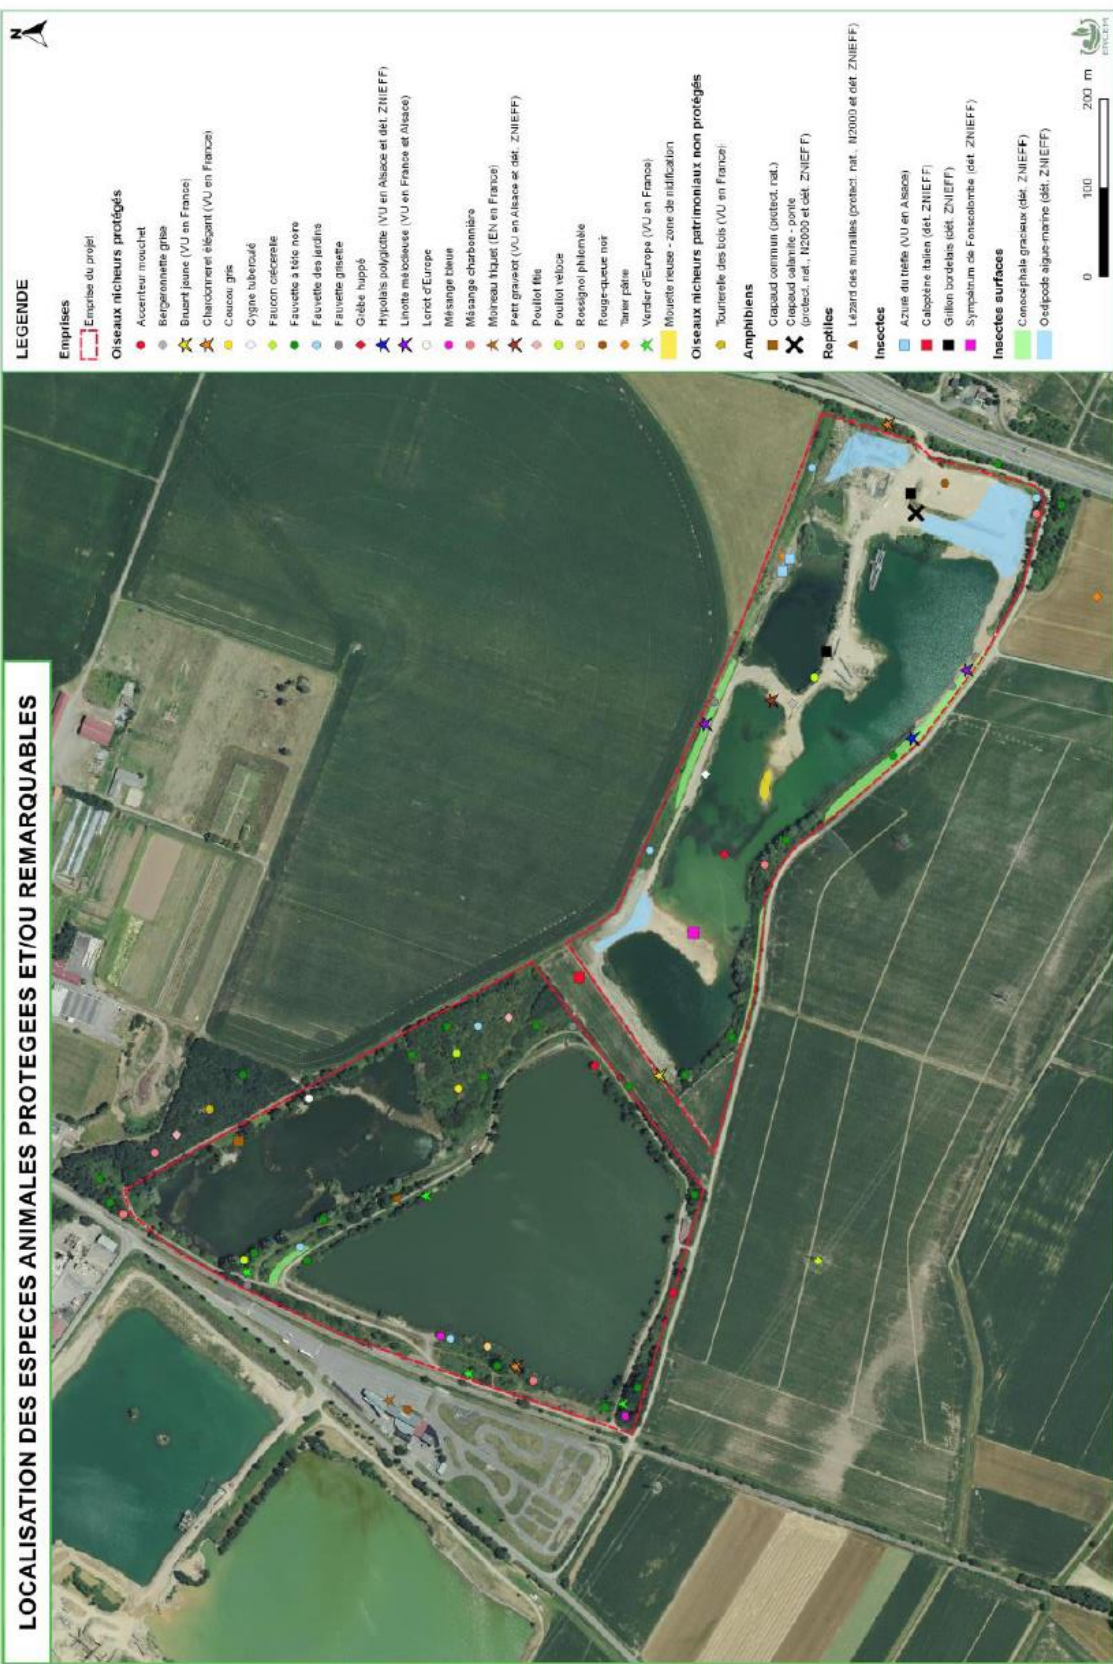 LOCALISATION DES ESPECES ANIMALES PROTEGEES ET/OU REMARQUABLES
N
LEGENDE
Emprises
Emprise du projet
Oiseaux nicheurs protégés
Accenteur mouchet
Bergeronnette grise
Bruant jaune (VU en France)
Chardonneret élégant (VU en France)
Coucou gris
Cygne tuberculé
Faucon crécerelle
Fauvette à tête noire
Fauvette des jardins
Fauvette grisette
Grèbe huppé
Hypolaïs polyglotte (VU en Alsace et dét. ZNIEFF)
Linotte mélodieuse (VU en France et Alsace)
Loriot d'Europe
Mésange bleue
Mésange charbonnière
Moineau friquet (EN en France)
Petit gravelot (VU en Alsace et dét. ZNIEFF)
Pouillot fitis
Pouillot véloce
Rossignol philomèle
Rouge-queue noir
Tarier pâtre
Verdier d'Europe (VU en France)
Mouette rieuse - zone de nidification
Oiseaux patrimoniaux non protégés
Tourterelle des bois (VU en France)
Amphibiens
Crapaud commun (protect. nat.)
Crapaud calamite - ponte
(protect. nat., N2000 et dét. ZNIEFF)
Reptiles
Lézard des murailles (protect. nat., N2000 et dét. ZNIEFF)
Insectes
Azuré du trèfle (VU en Alsace)
Caloptène italien (dét. ZNIEFF)
Grillon bordelais (dét. ZNIEFF)
Sympétrum de Fonscolombe (dét. ZNIEFF)
Insectes surfaces
Conocéphale gracieux (dét. ZNIEFF)
Oedipode aigue-marine (dét. ZNIEFF)
0 100 200 m
ENCEM